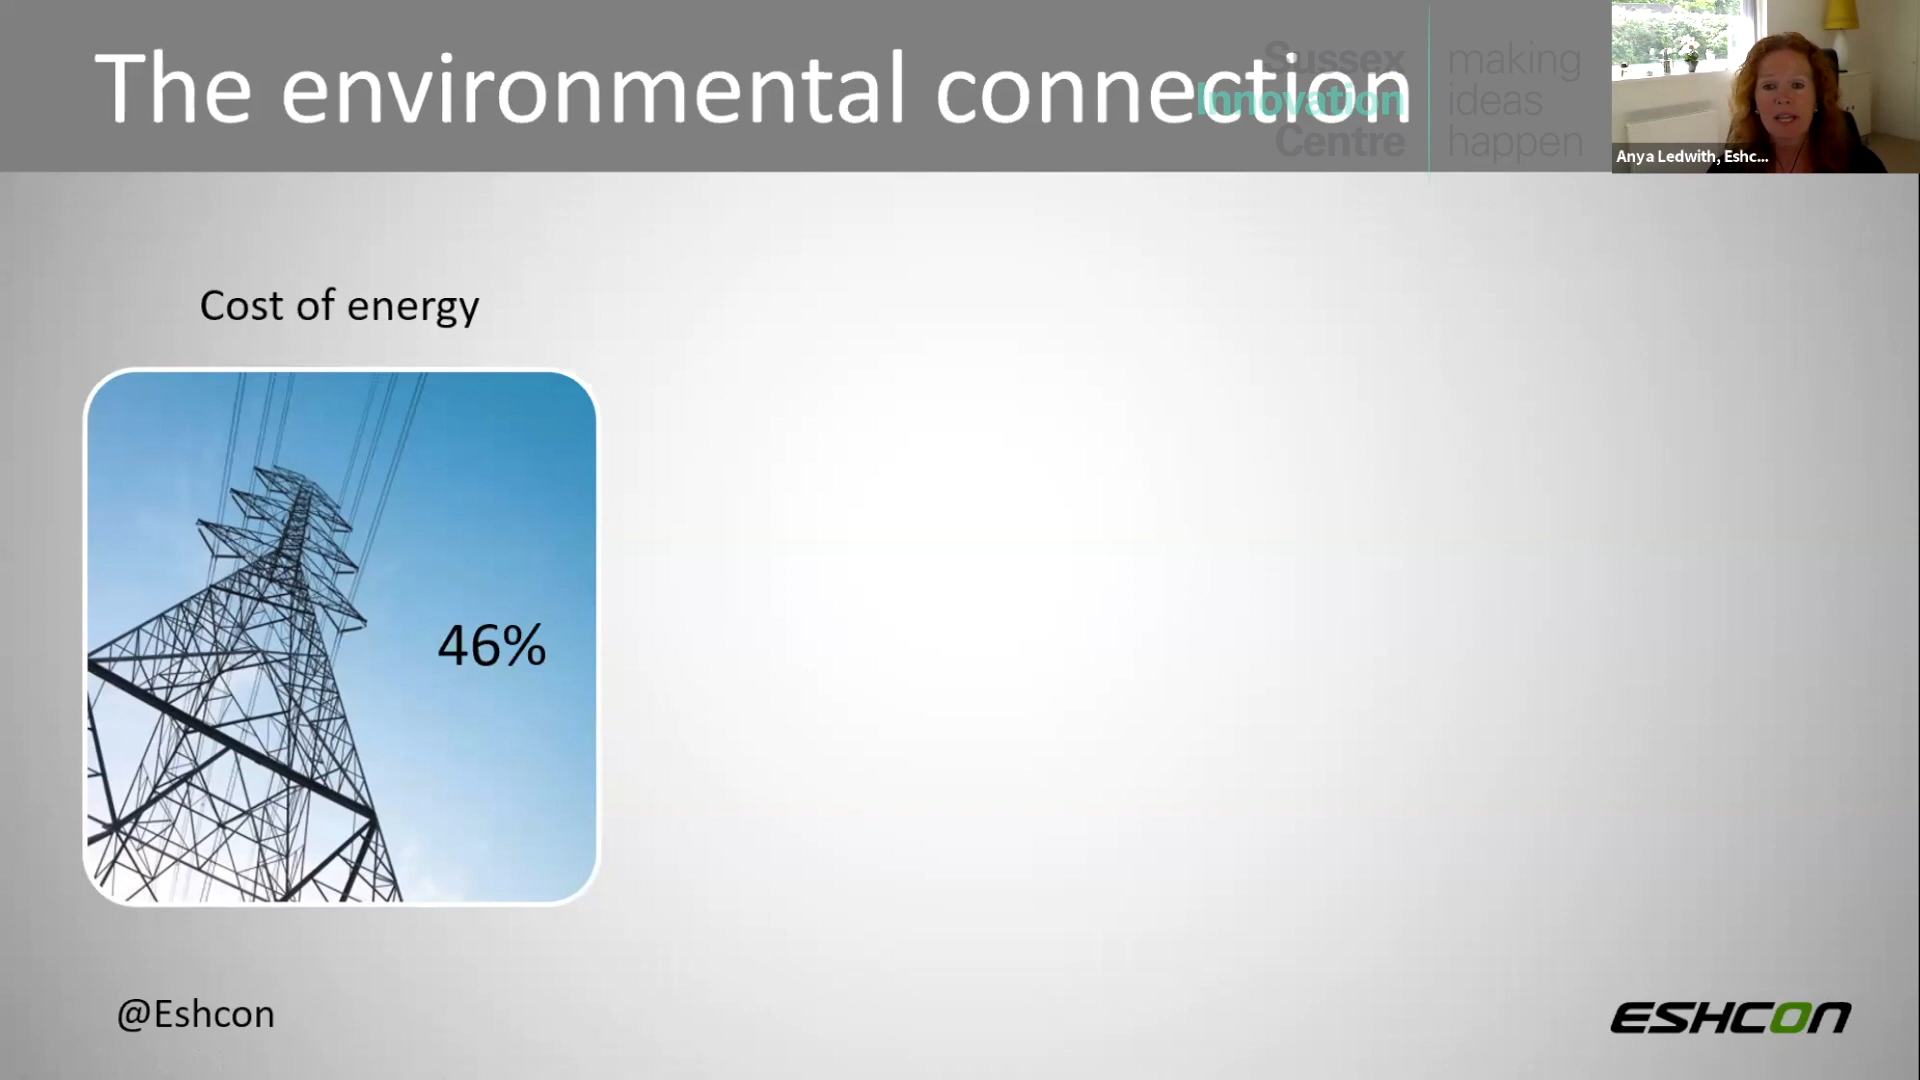 The environmental connection
Sussex
Innovation
Centre
making
ideas
happen
Anya Ledwith, Eshc...
Cost of energy
46%
@Eshcon
ESHCON